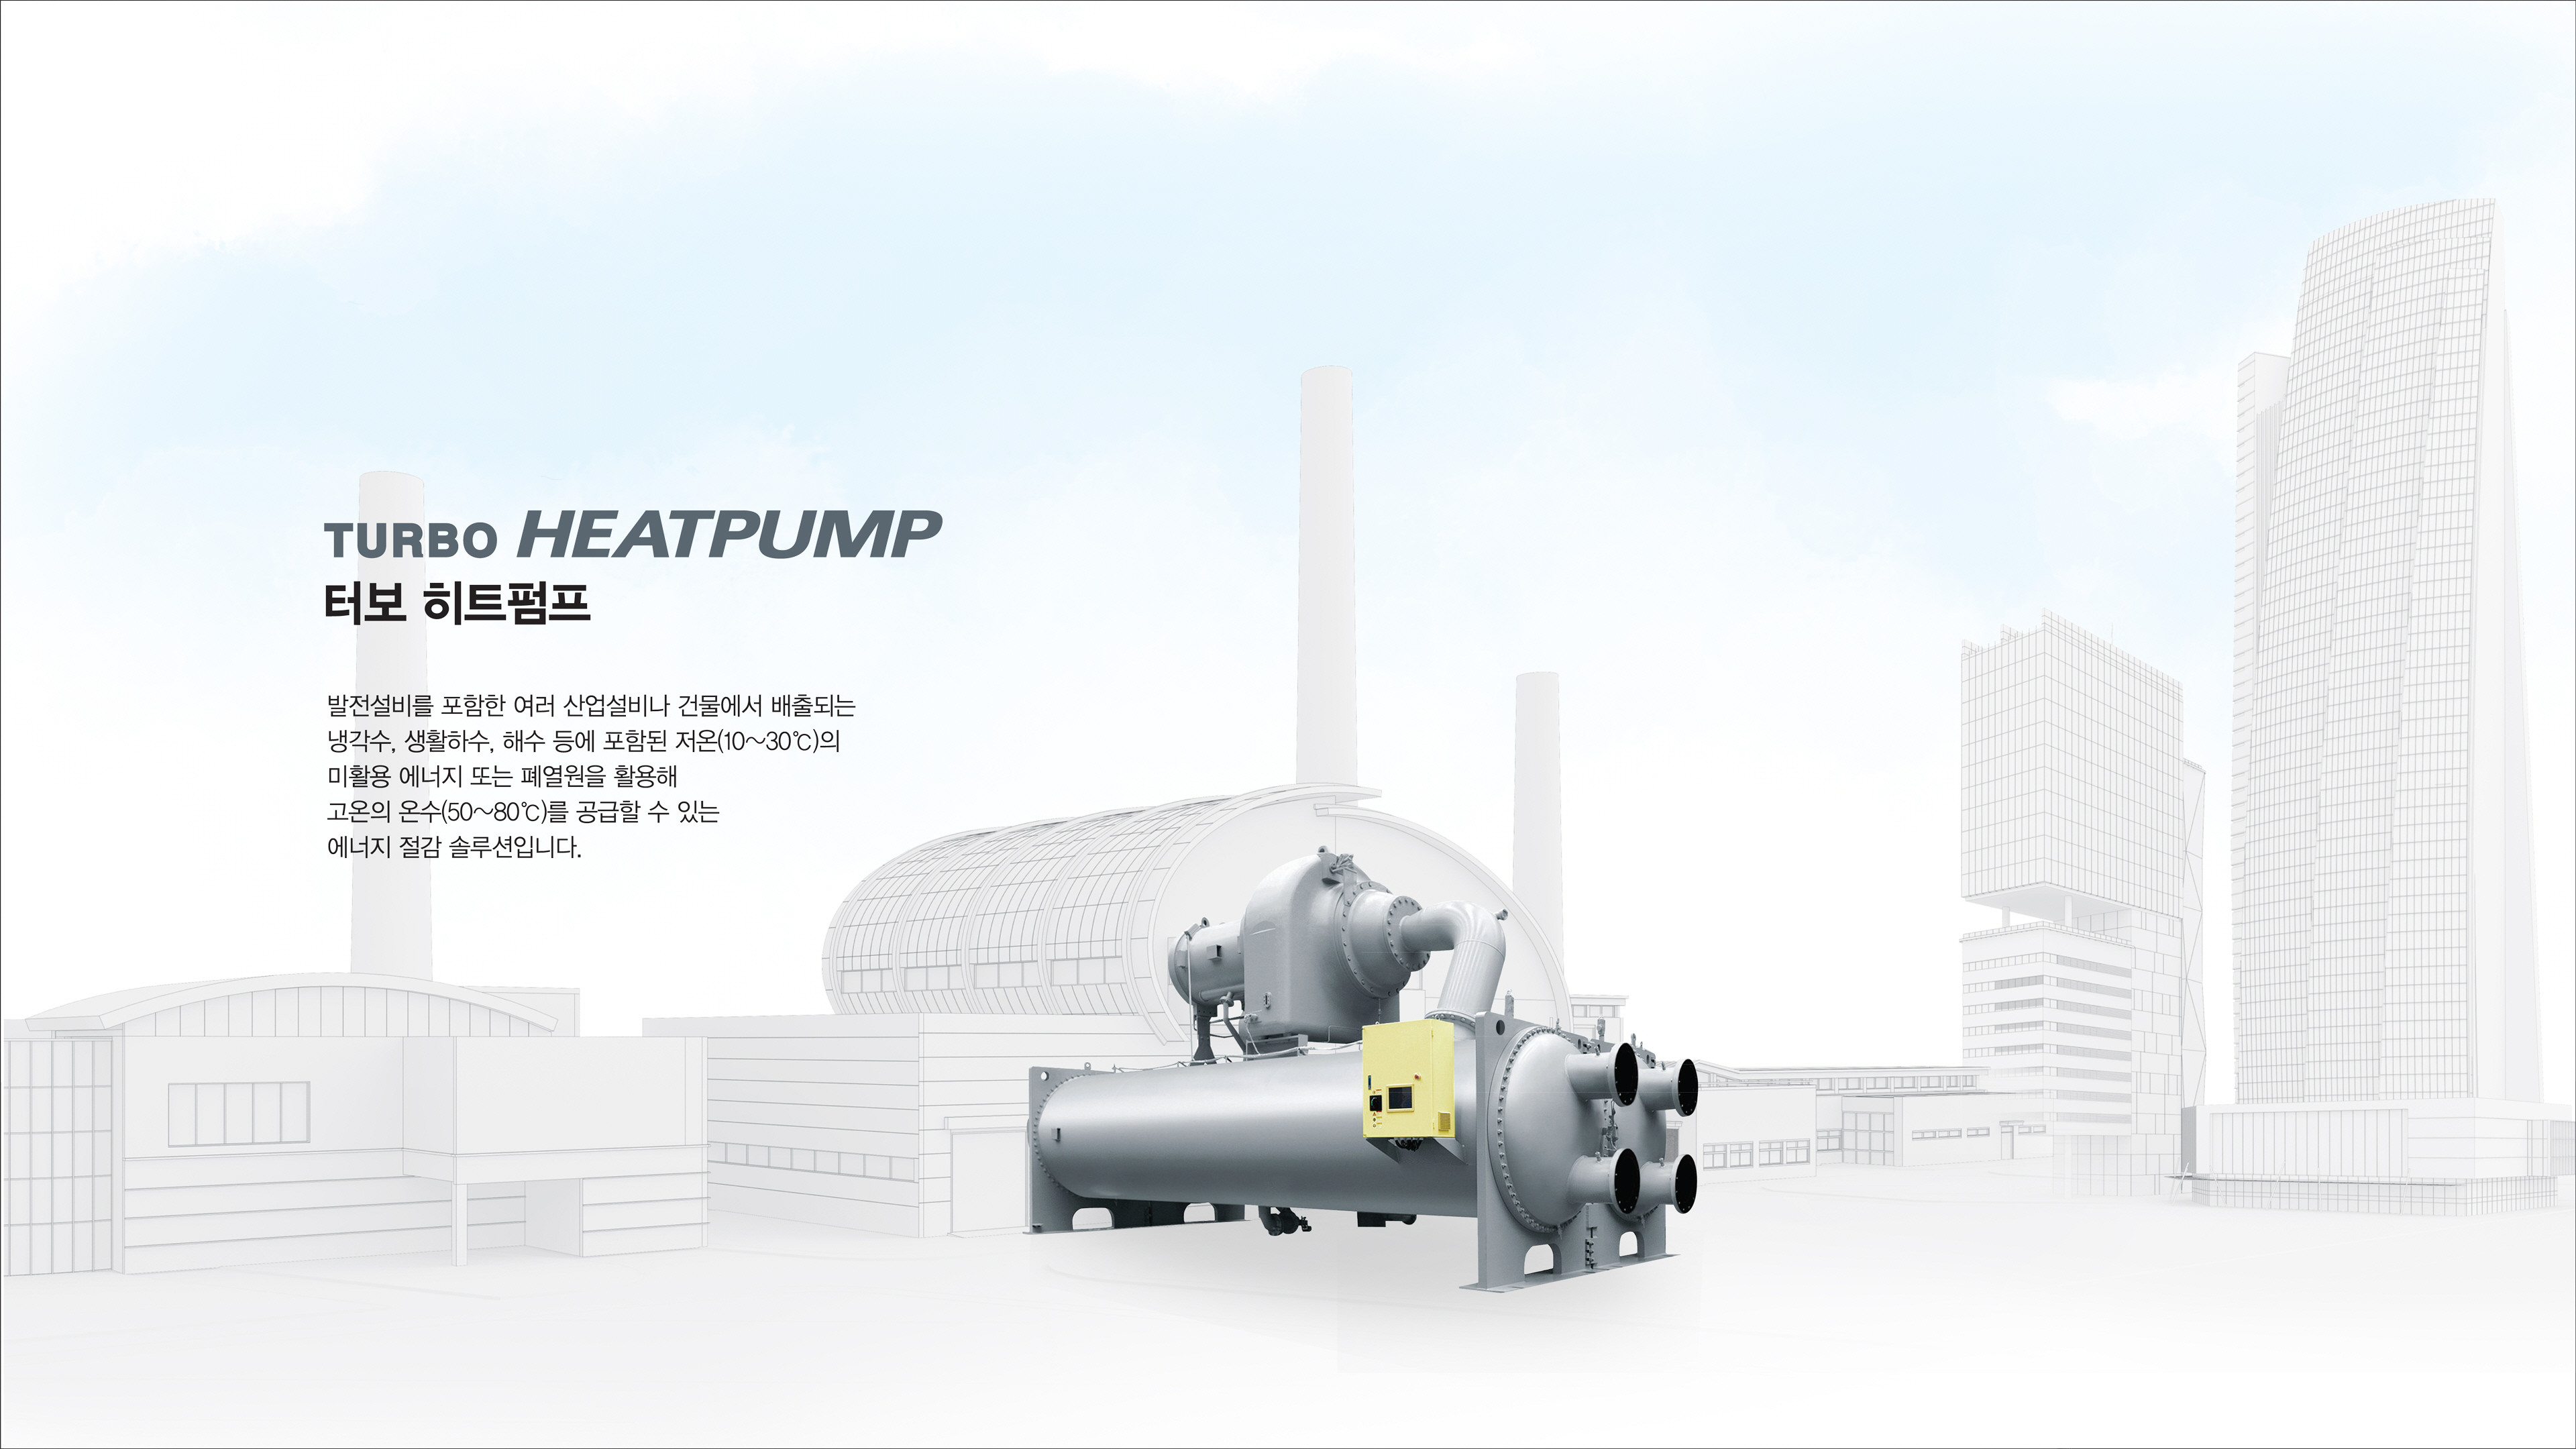 TURBO HEATPUMP
터보 히트펌프
발전설비를 포함한 여러 산업설비나 건물에서 배출되는
냉각수, 생활하수, 해수 등에 포함된 저온(10~30℃)의
미활용 에너지 또는 폐열원을 활용해
고온의 온수(50~80℃)를 공급할 수 있는
에너지 절감 솔루션입니다.